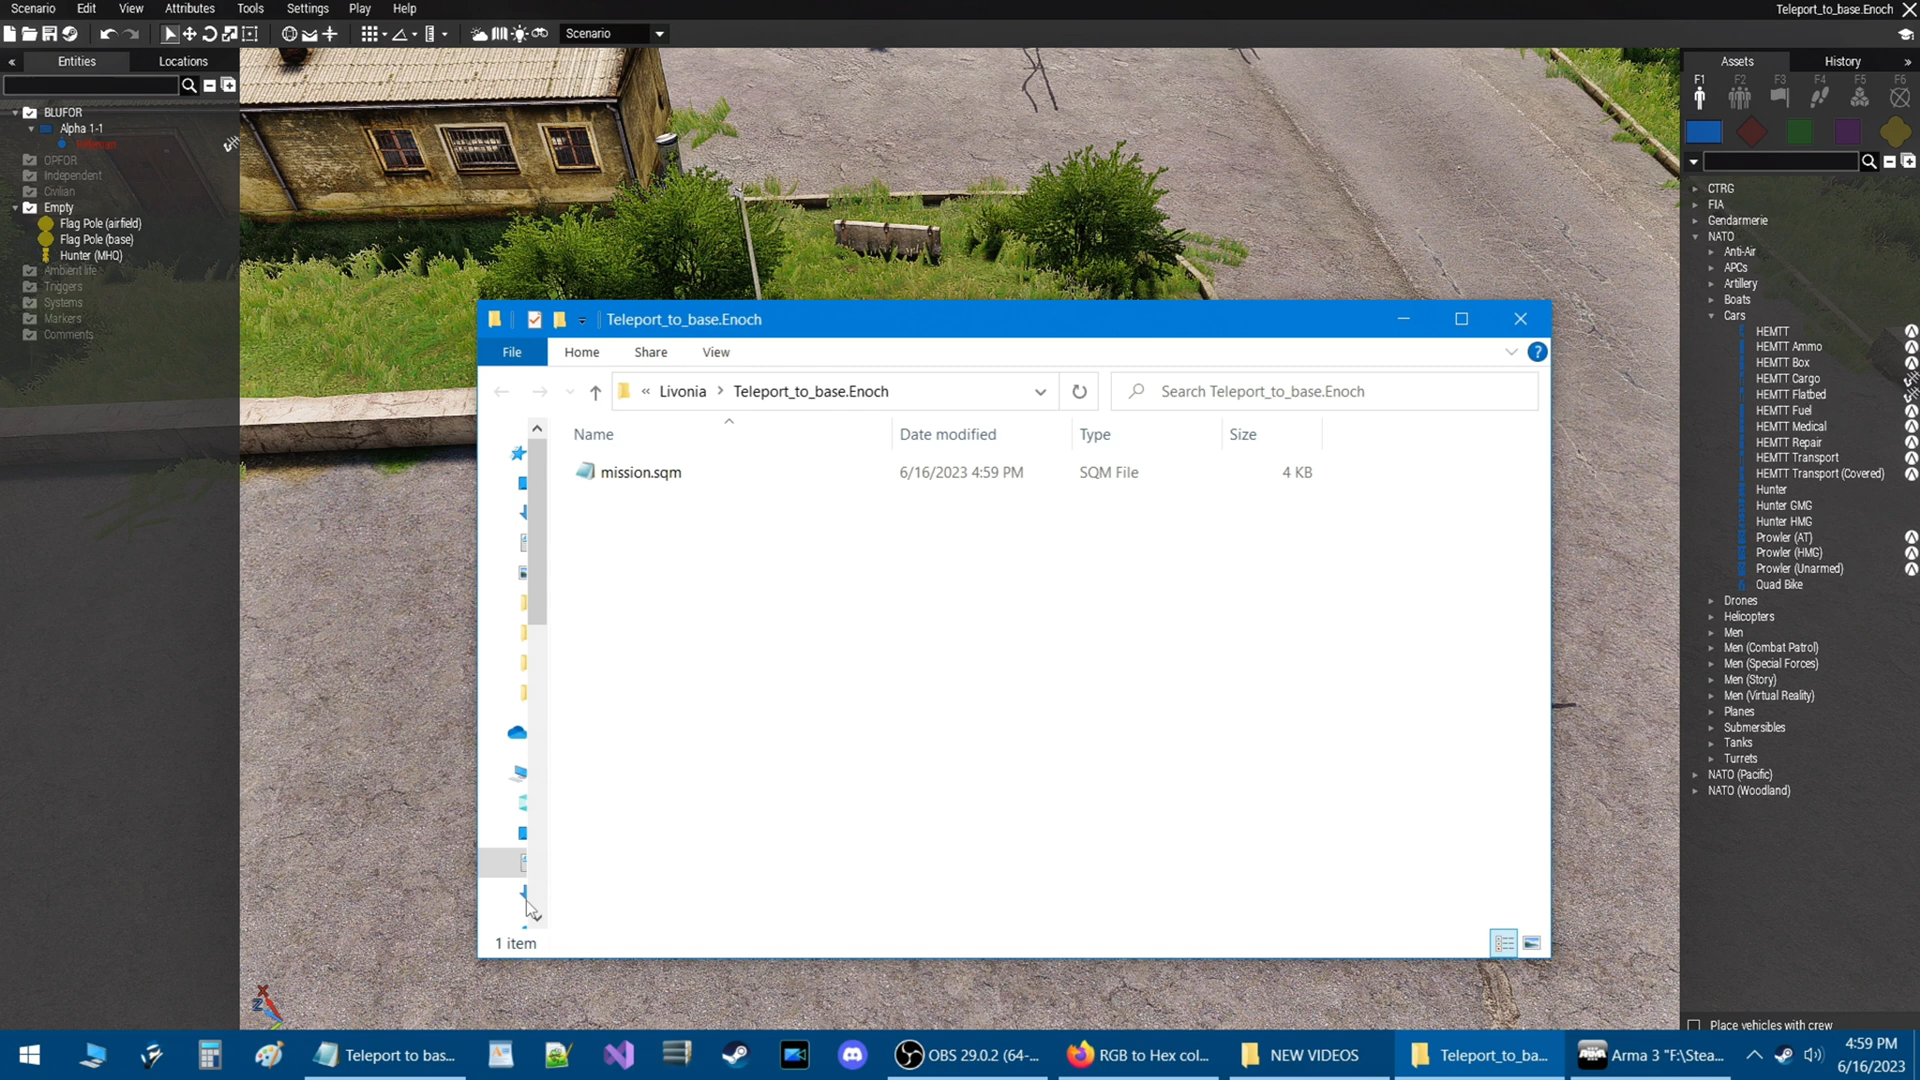 Scenario Edit View Attributes Tools Settings Play Help
Teleport_to_base.Enoch
Scenario
Entities Locations
BLUFOR
Alpha 1-1
OPFOR
Independent
Civilian
Empty
Flag Pole (airfield)
Flag Pole (base)
Hunter (MHQ)
Ambient life
Triggers
Systems
Markers
Comments
Teleport_to_base.Enoch
File Home Share View
« Livonia > Teleport_to_base.Enoch
Search Teleport_to_base.Enoch
Name Date modified Type Size
mission.sqm 6/16/2023 4:59 PM SQM File 4 KB
1 item
Assets History
F1 F2 F3 F4 F5 F6
CTRG
FIA
Gendarmerie
NATO
Anti-Air
APCs
Artillery
Boats
Cars
HEMTT
HEMTT Ammo
HEMTT Box
HEMTT Cargo
HEMTT Flatbed
HEMTT Fuel
HEMTT Medical
HEMTT Repair
HEMTT Transport
HEMTT Transport (Covered)
Hunter
Hunter GMG
Hunter HMG
Prowler (AT)
Prowler (HMG)
Prowler (Unarmed)
Quad Bike
Drones
Helicopters
Men
Men (Combat Patrol)
Men (Special Forces)
Men (Story)
Men (Virtual Reality)
Planes
Submersibles
Tanks
Turrets
NATO (Pacific)
NATO (Woodland)
Place vehicles with crew
X
Z
Teleport to bas...
OBS 29.0.2 (64-...
RGB to Hex col...
NEW VIDEOS
Teleport_to_ba...
Arma 3 "F:\Stea...
4:59 PM
6/16/2023